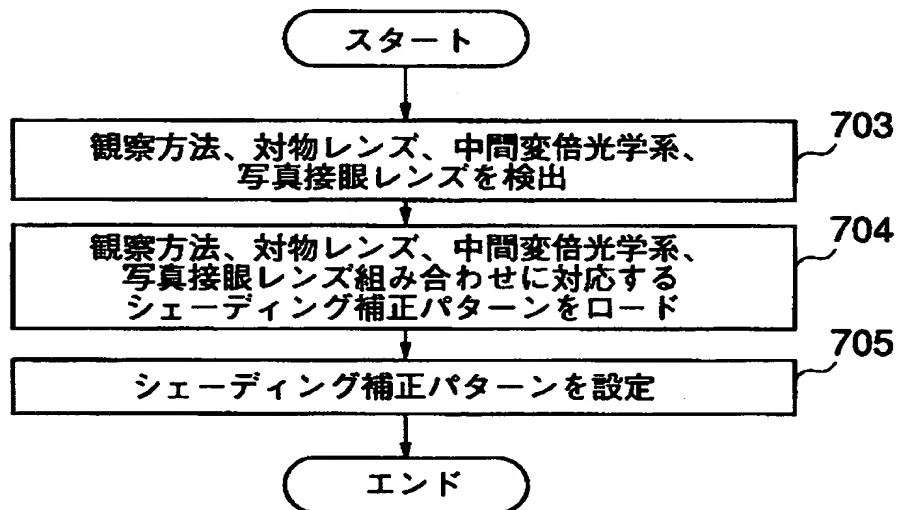 スタート
703
観察方法、対物レンズ、中間変倍光学系、
写真接眼レンズを検出
704
観察方法、対物レンズ、中間変倍光学系、
写真接眼レンズ組み合わせに対応する
シェーディング補正パターンをロード
705
シェーディング補正パターンを設定
エンド